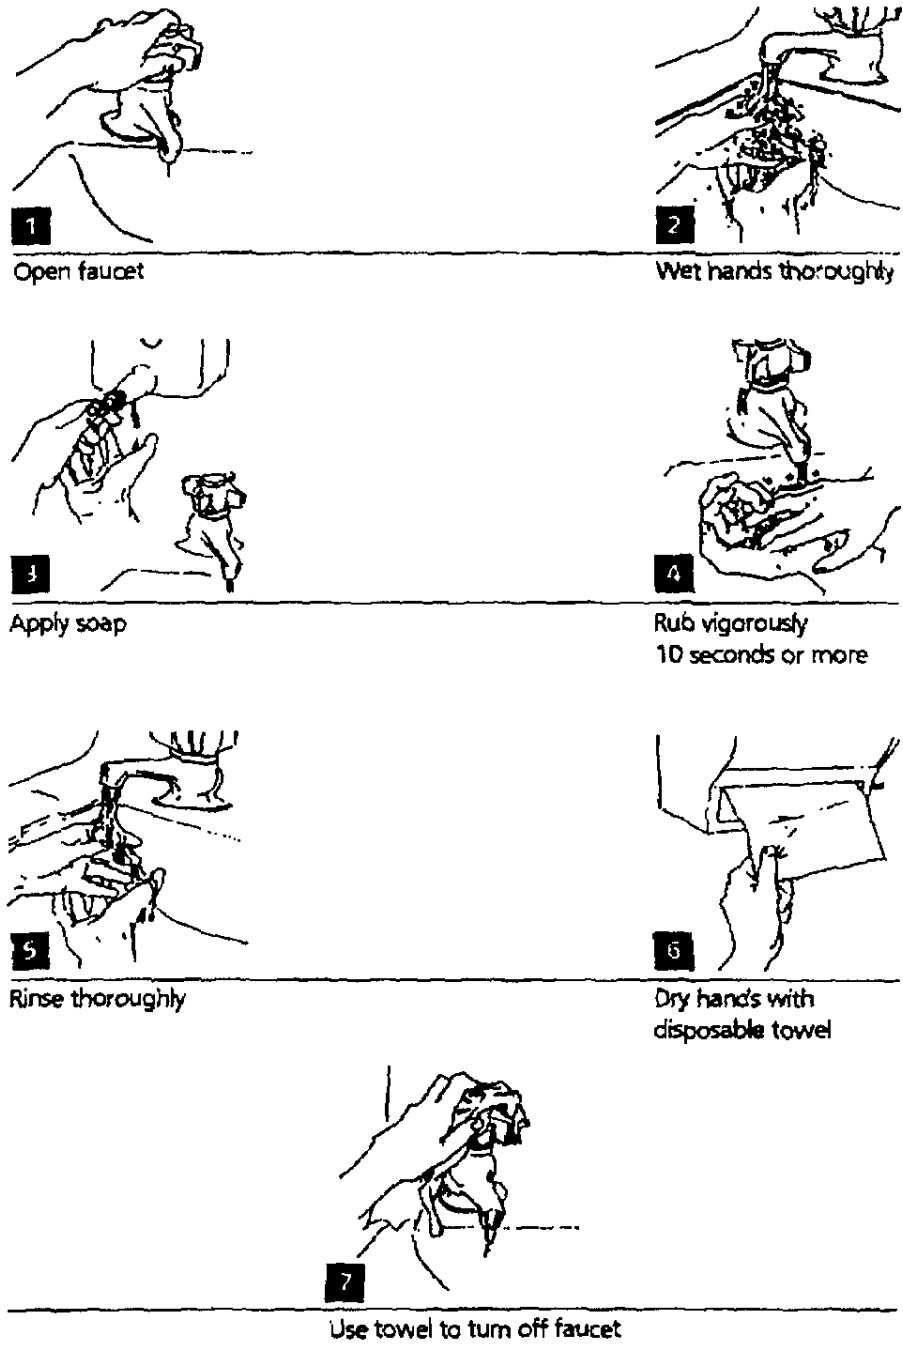 1
2
Open faucet
Wet hands thoroughly
3
4
Apply soap
Rub vigorously
10 seconds or more
5
6
Rinse thoroughly
Dry hands with
disposable towel
7
Use towel to turn off faucet